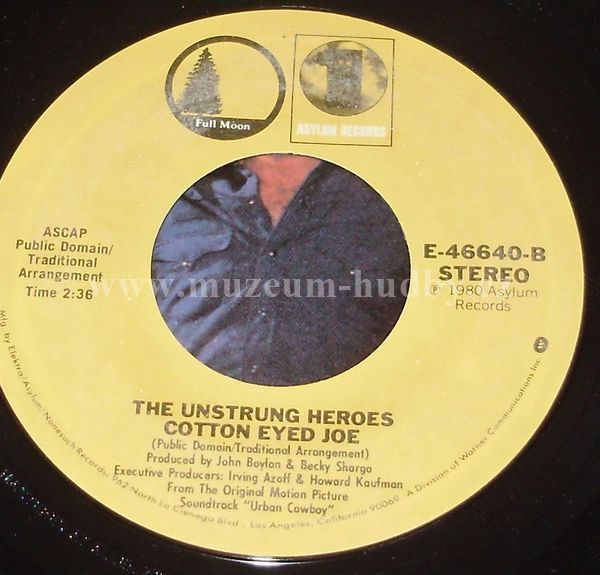 Full Moon
1
ASYLUM RECORDS
ASCAP
Public Domain/
Traditional
Arrangement
Time 2:36
E-46640-B
STEREO
℗ 1980 Asylum
Records
www.muzeum-hudby
THE UNSTRUNG HEROES
COTTON EYED JOE
(Public Domain/Traditional Arrangement)
Produced by John Boylan & Becky Shargo
Executive Producers: Irving Azoff & Howard Kaufman
From The Original Motion Picture
Soundtrack "Urban Cowboy"
Mfg. by Elektra/Asylum/Nonesuch Records, 962 North La Cienega Blvd., Los Angeles, California 90069. A Division of Warner Communications Inc.